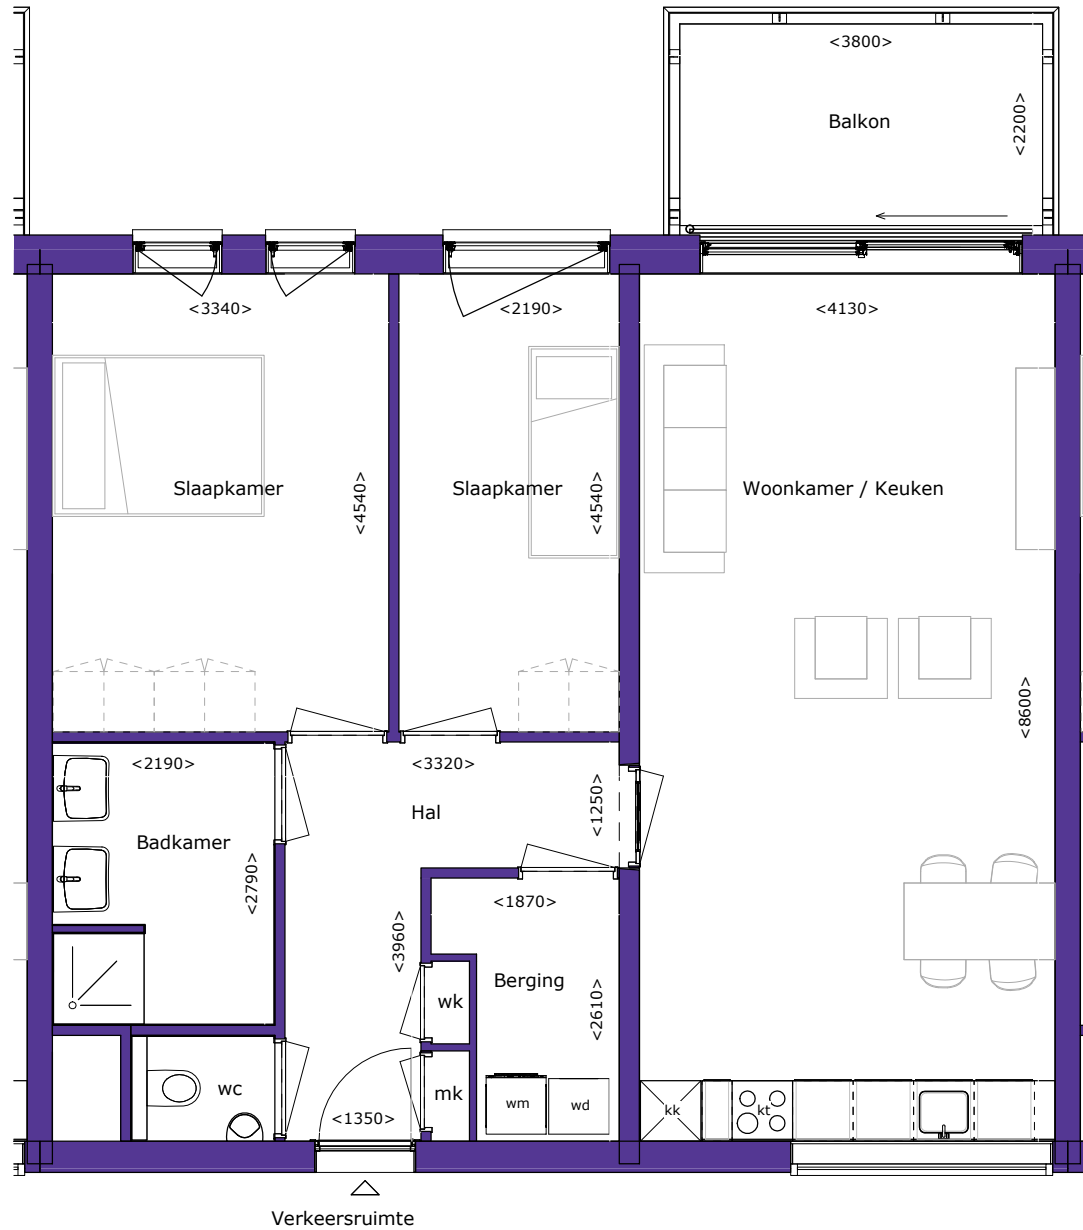 <3800>
<2200>
Balkon
<3340>
<2190>
<4130>
Slaapkamer
<4540>
Slaapkamer
<4540>
Woonkamer / Keuken
<8600>
<2190>
<3320>
<1250>
Hal
Badkamer
<2790>
<1870>
<3960>
Berging
<2610>
wk
wc
mk
wm
wd
kk
kt
<1350>
Verkeersruimte